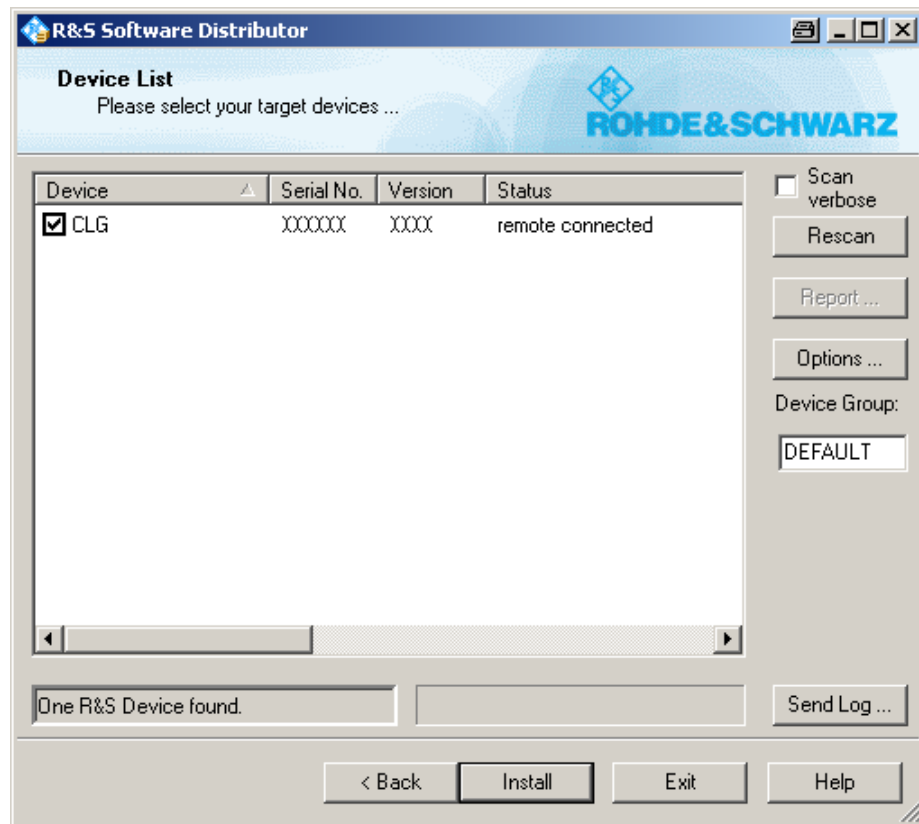 R&S Software Distributor
Device List
Please select your target devices ...
ROHDE&SCHWARZ
Device Serial No. Version Status
CLG XXXXXX XXXX remote connected
Scan verbose
Rescan
Report ...
Options ...
Device Group:
DEFAULT
One R&S Device found.
Send Log ...
< Back Install Exit Help